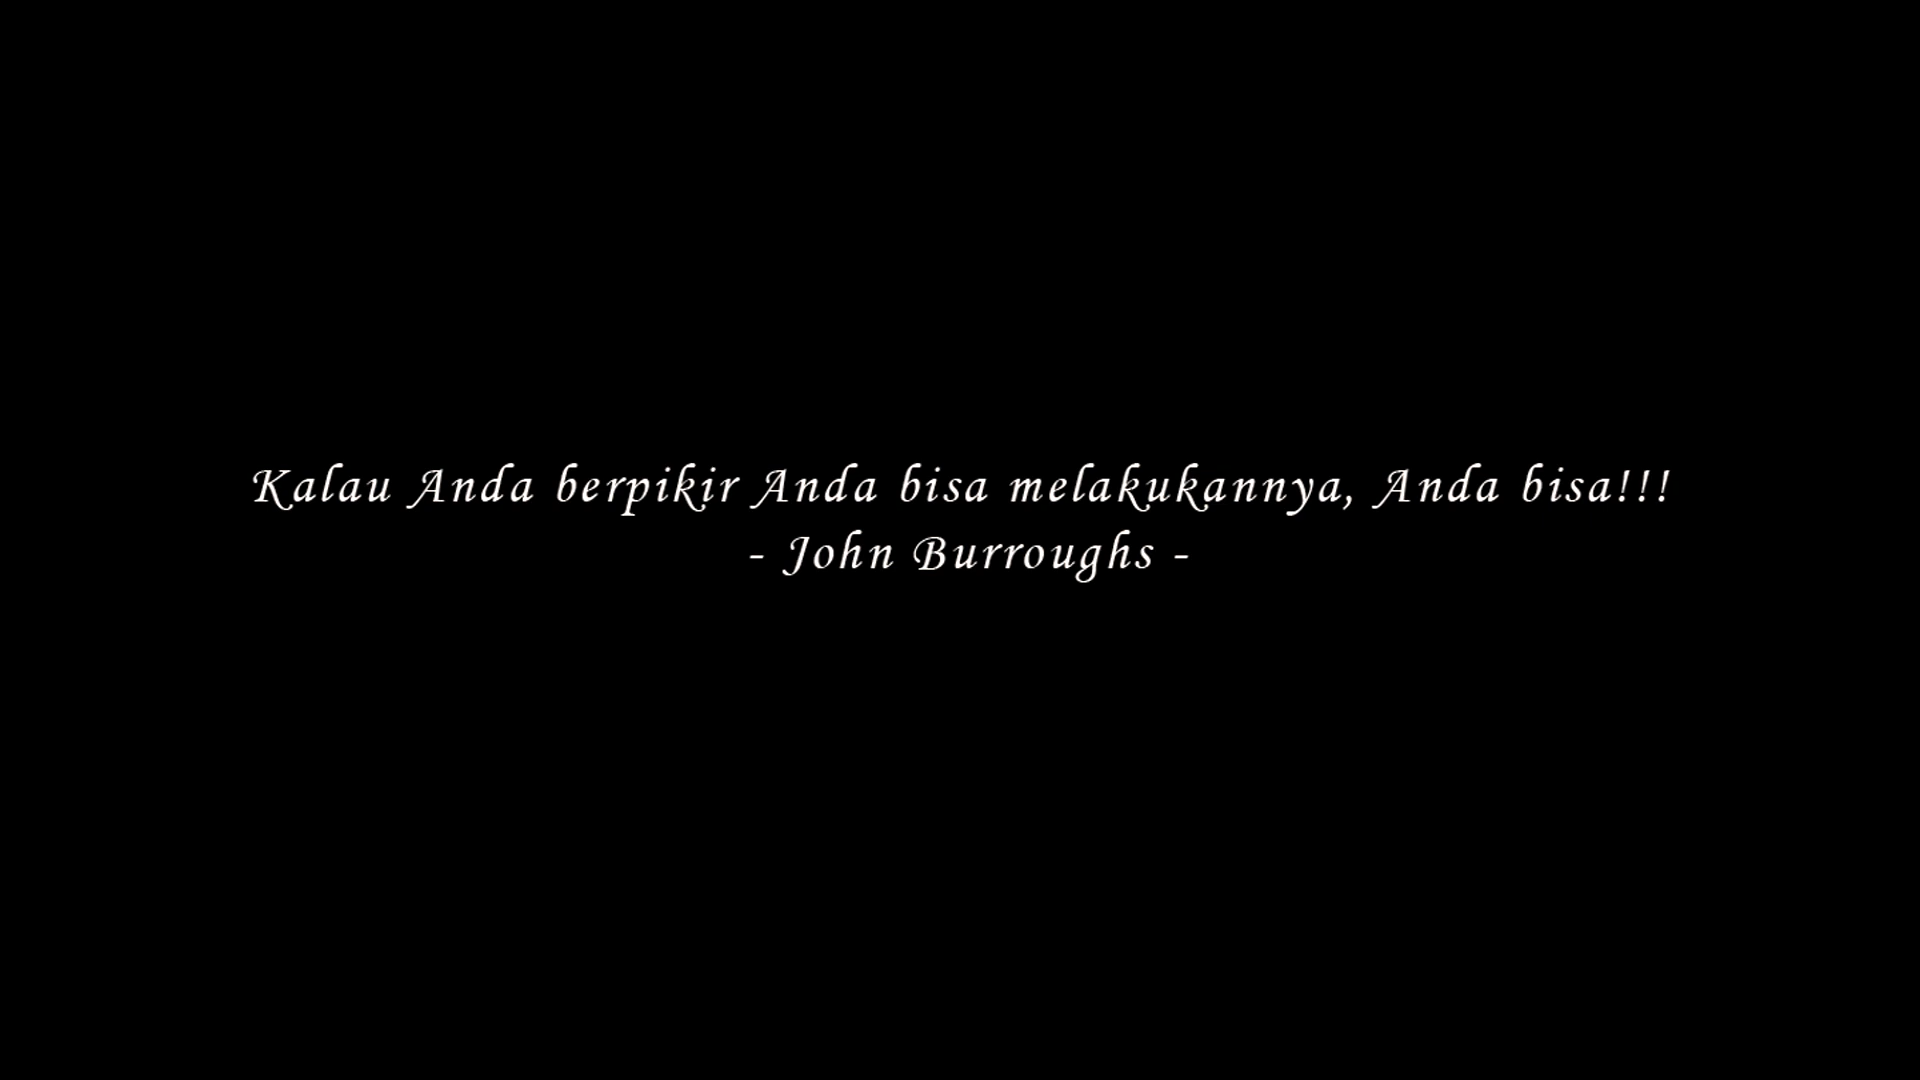 Kalau Anda berpikir Anda bisa melakukannya, Anda bisa!!!
- John Burroughs -